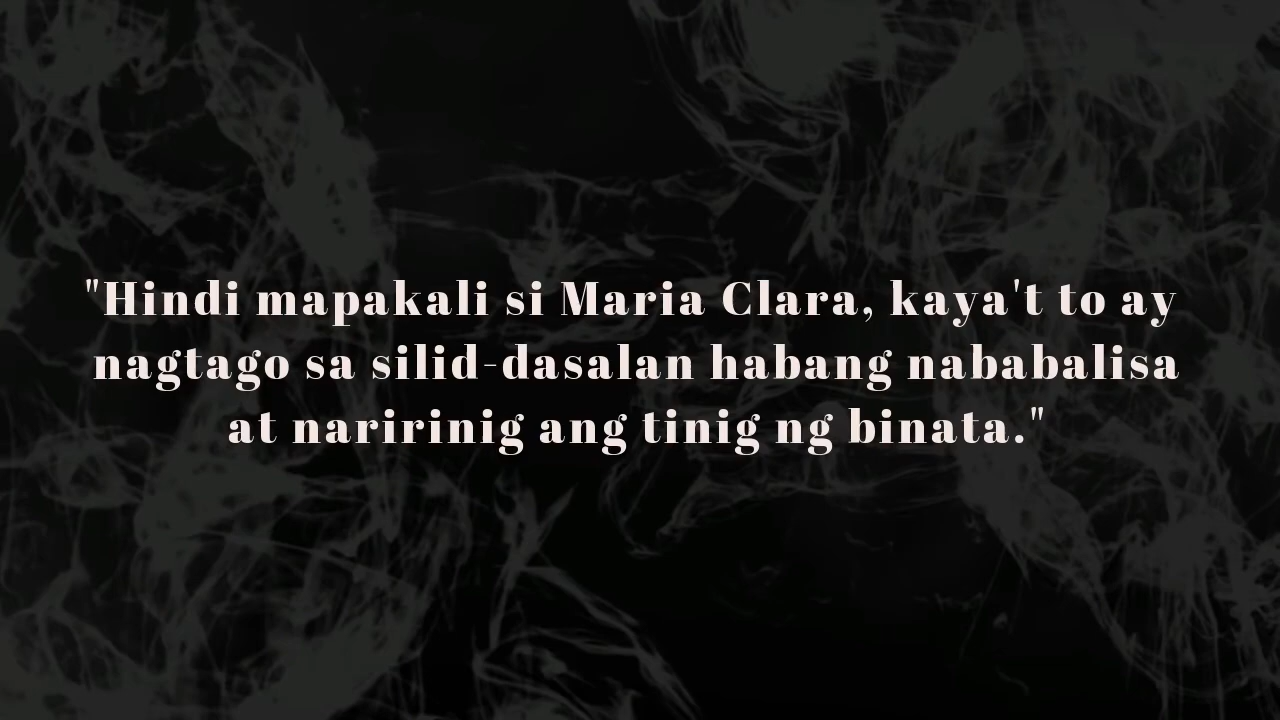 "Hindi mapakali si Maria Clara, kaya't to ay
nagtago sa silid-dasalan habang nababalisa
at naririnig ang tinig ng binata."